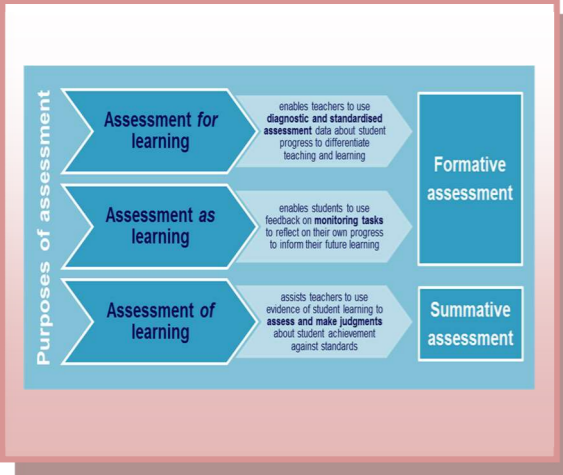 Purposes of assessment
Assessment for
learning
enables teachers to use
diagnostic and standardised
assessment data about student
progress to differentiate
teaching and learning
Assessment as
learning
enables students to use
feedback on monitoring tasks
to reflect on their own progress
to inform their future learning
Formative
assessment
Assessment of
learning
assists teachers to use
evidence of student learning to
assess and make judgments
about student achievement
against standards
Summative
assessment